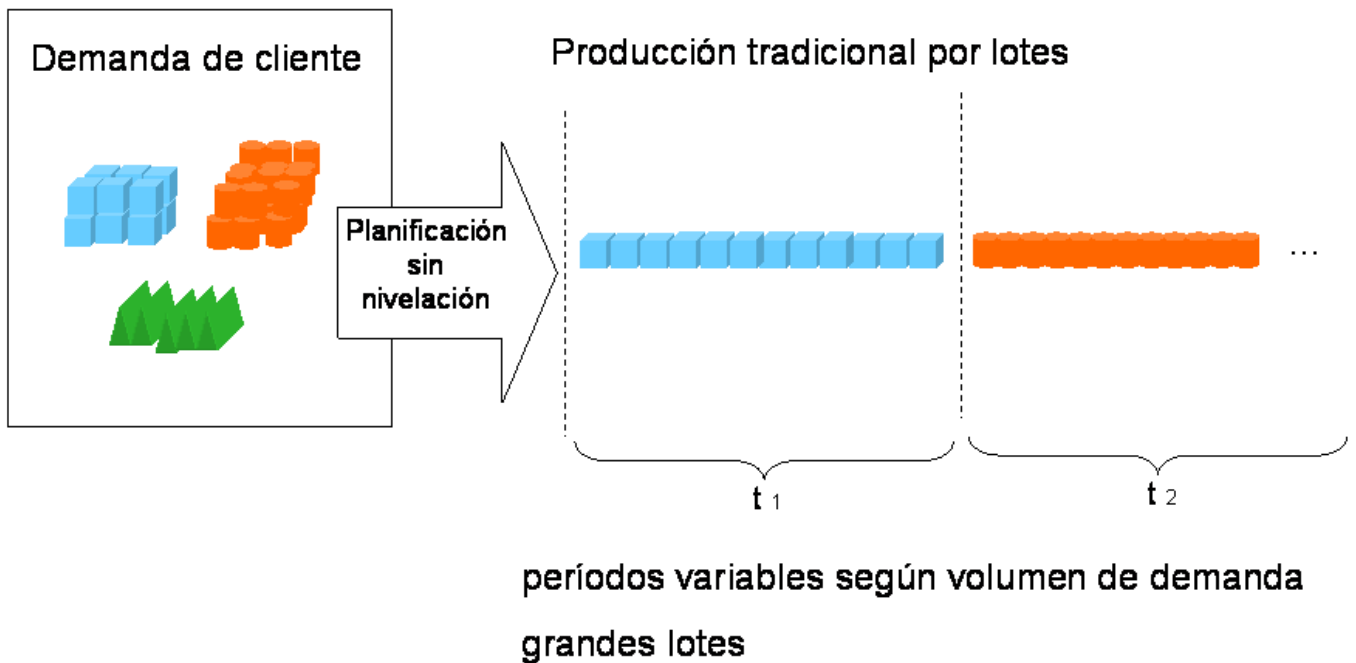 Demanda de cliente
Producción tradicional por lotes
Planificación
sin
nivelación
...
t 1
t 2
períodos variables según volumen de demanda
grandes lotes